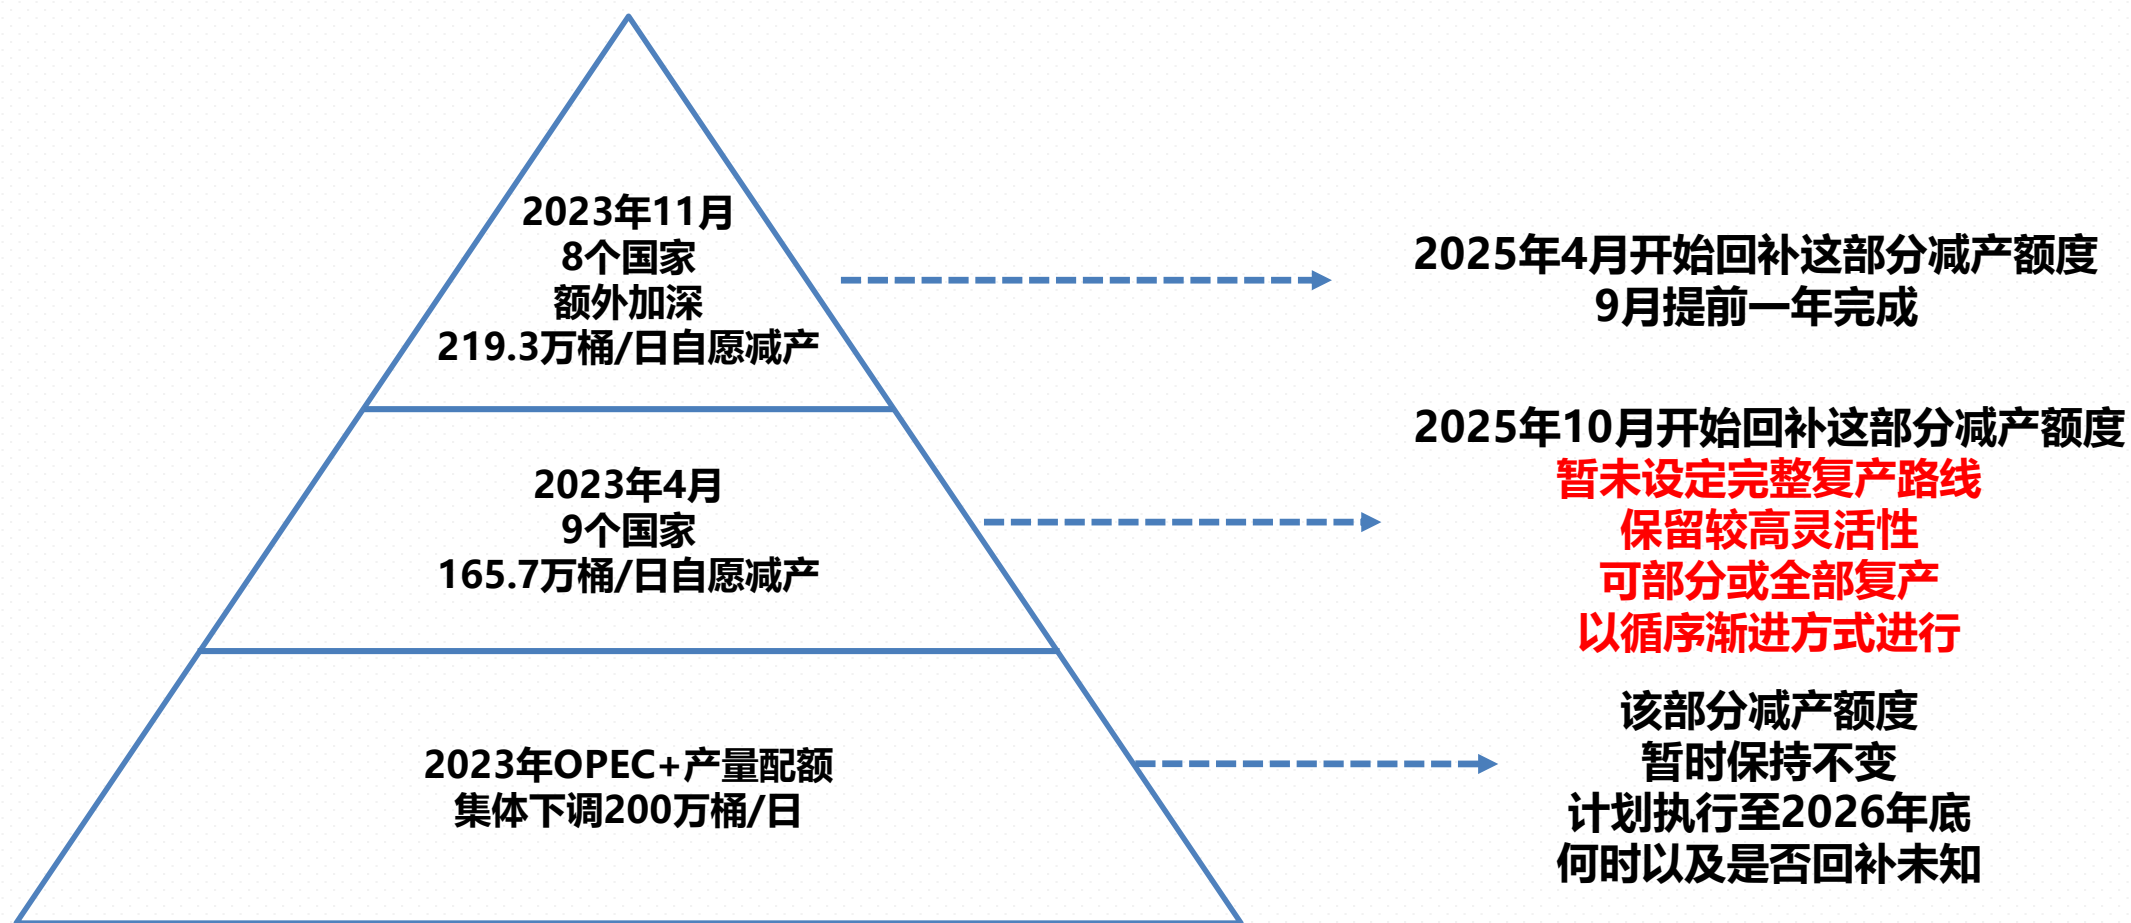 2023年11月
8个国家
额外加深
219.3万桶/日自愿减产
2025年4月开始回补这部分减产额度
9月提前一年完成
2023年4月
9个国家
165.7万桶/日自愿减产
2025年10月开始回补这部分减产额度
暂未设定完整复产路线
保留较高灵活性
可部分或全部复产
以循序渐进方式进行
2023年OPEC+产量配额
集体下调200万桶/日
该部分减产额度
暂时保持不变
计划执行至2026年底
何时以及是否回补未知